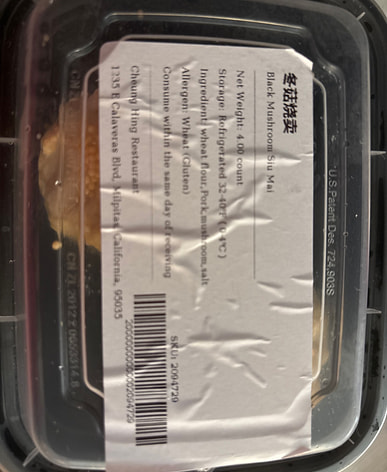 冬菇烧卖
Black Mushroom Siu Mai
Net Weight: 4.00 count
Storage: Refrigerated 32-40°F (0-4°C)
Ingredient: wheat flour,Pork,mushroom,salt
Allergen: Wheat (Gluten)
Consume within the same day of receiving
Cheung Hing Restaurant
1235 E Calaveras Blvd, Milpitas, California, 95035
SKU: 2094729
U.S. Patent Des. 724,903S